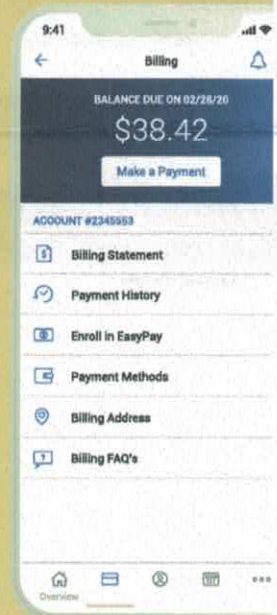 9:41
Billing
BALANCE DUE ON 02/28/20
$38.42
Make a Payment
ACCOUNT #2345553
Billing Statement
Payment History
Enroll in EasyPay
Payment Methods
Billing Address
Billing FAQ's
Overview